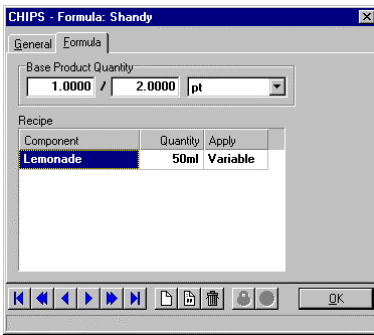 CHIPS - Formula: Shandy
General Formula
Base Product Quantity
1.0000 / 2.0000 pt
Recipe
Component Quantity Apply
Lemonade 50ml Variable
OK